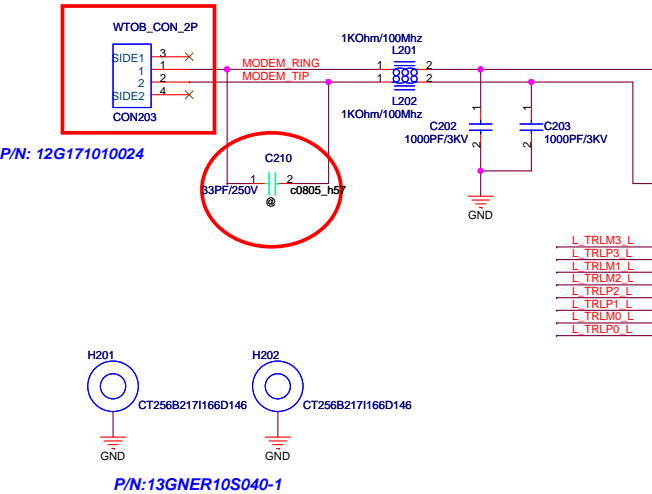 WTOB_CON_2P
SIDE1 3
1 1 MODEM_RING
2 2 MODEM_TIP
SIDE2 4
CON203
P/N: 12G171010024
1KOhm/100Mhz
L201
1 2
1 2
L202
1KOhm/100Mhz
C210
1 2
33PF/250V c0805_h57
@
1 1
C202 C203
1000PF/3KV 1000PF/3KV
2 2
GND
L_TRLM3_L
L_TRLP3_L
L_TRLM1_L
L_TRLM2_L
L_TRLP2_L
L_TRLP1_L
L_TRLM0_L
L_TRLP0_L
H201 H202
CT256B217I166D146 CT256B217I166D146
GND GND
P/N:13GNER10S040-1